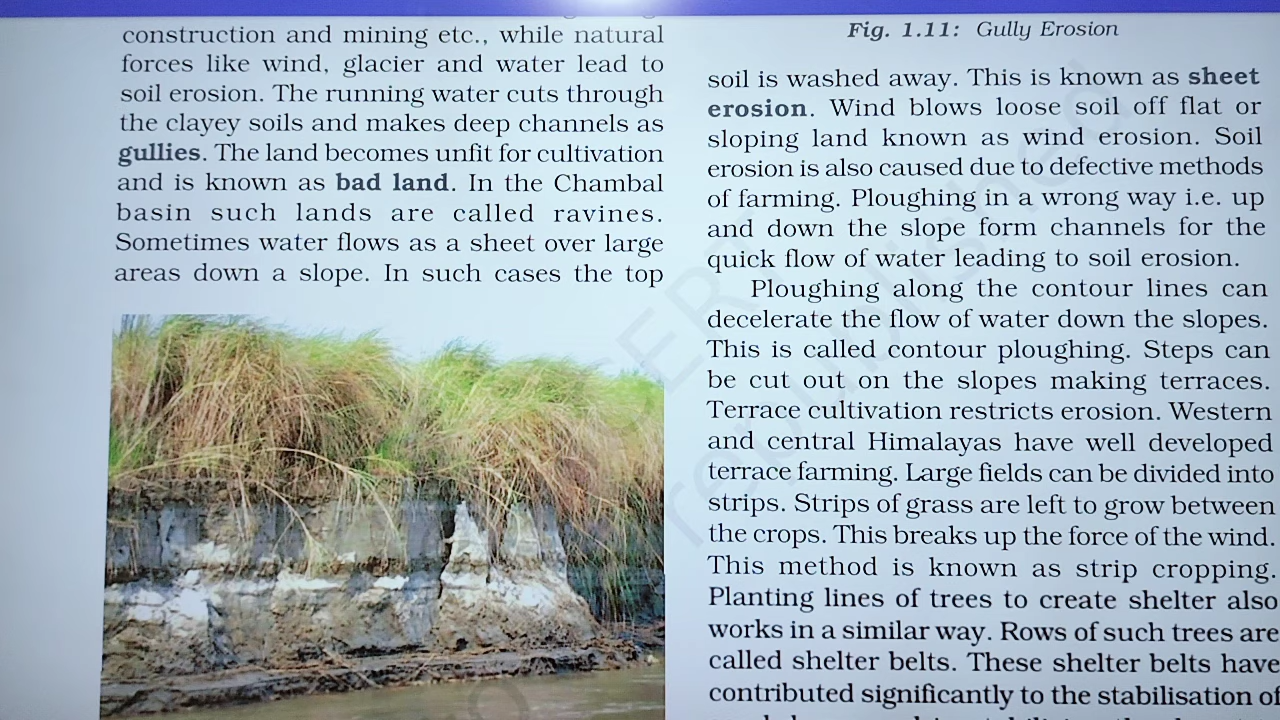 construction and mining etc., while natural
forces like wind, glacier and water lead to
soil erosion. The running water cuts through
the clayey soils and makes deep channels as
gullies. The land becomes unfit for cultivation
and is known as bad land. In the Chambal
basin such lands are called ravines.
Sometimes water flows as a sheet over large
areas down a slope. In such cases the top
Fig. 1.11: Gully Erosion
soil is washed away. This is known as sheet
erosion. Wind blows loose soil off flat or
sloping land known as wind erosion. Soil
erosion is also caused due to defective methods
of farming. Ploughing in a wrong way i.e. up
and down the slope form channels for the
quick flow of water leading to soil erosion.
Ploughing along the contour lines can
decelerate the flow of water down the slopes.
This is called contour ploughing. Steps can
be cut out on the slopes making terraces.
Terrace cultivation restricts erosion. Western
and central Himalayas have well developed
terrace farming. Large fields can be divided into
strips. Strips of grass are left to grow between
the crops. This breaks up the force of the wind.
This method is known as strip cropping.
Planting lines of trees to create shelter also
works in a similar way. Rows of such trees are
called shelter belts. These shelter belts have
contributed significantly to the stabilisation of